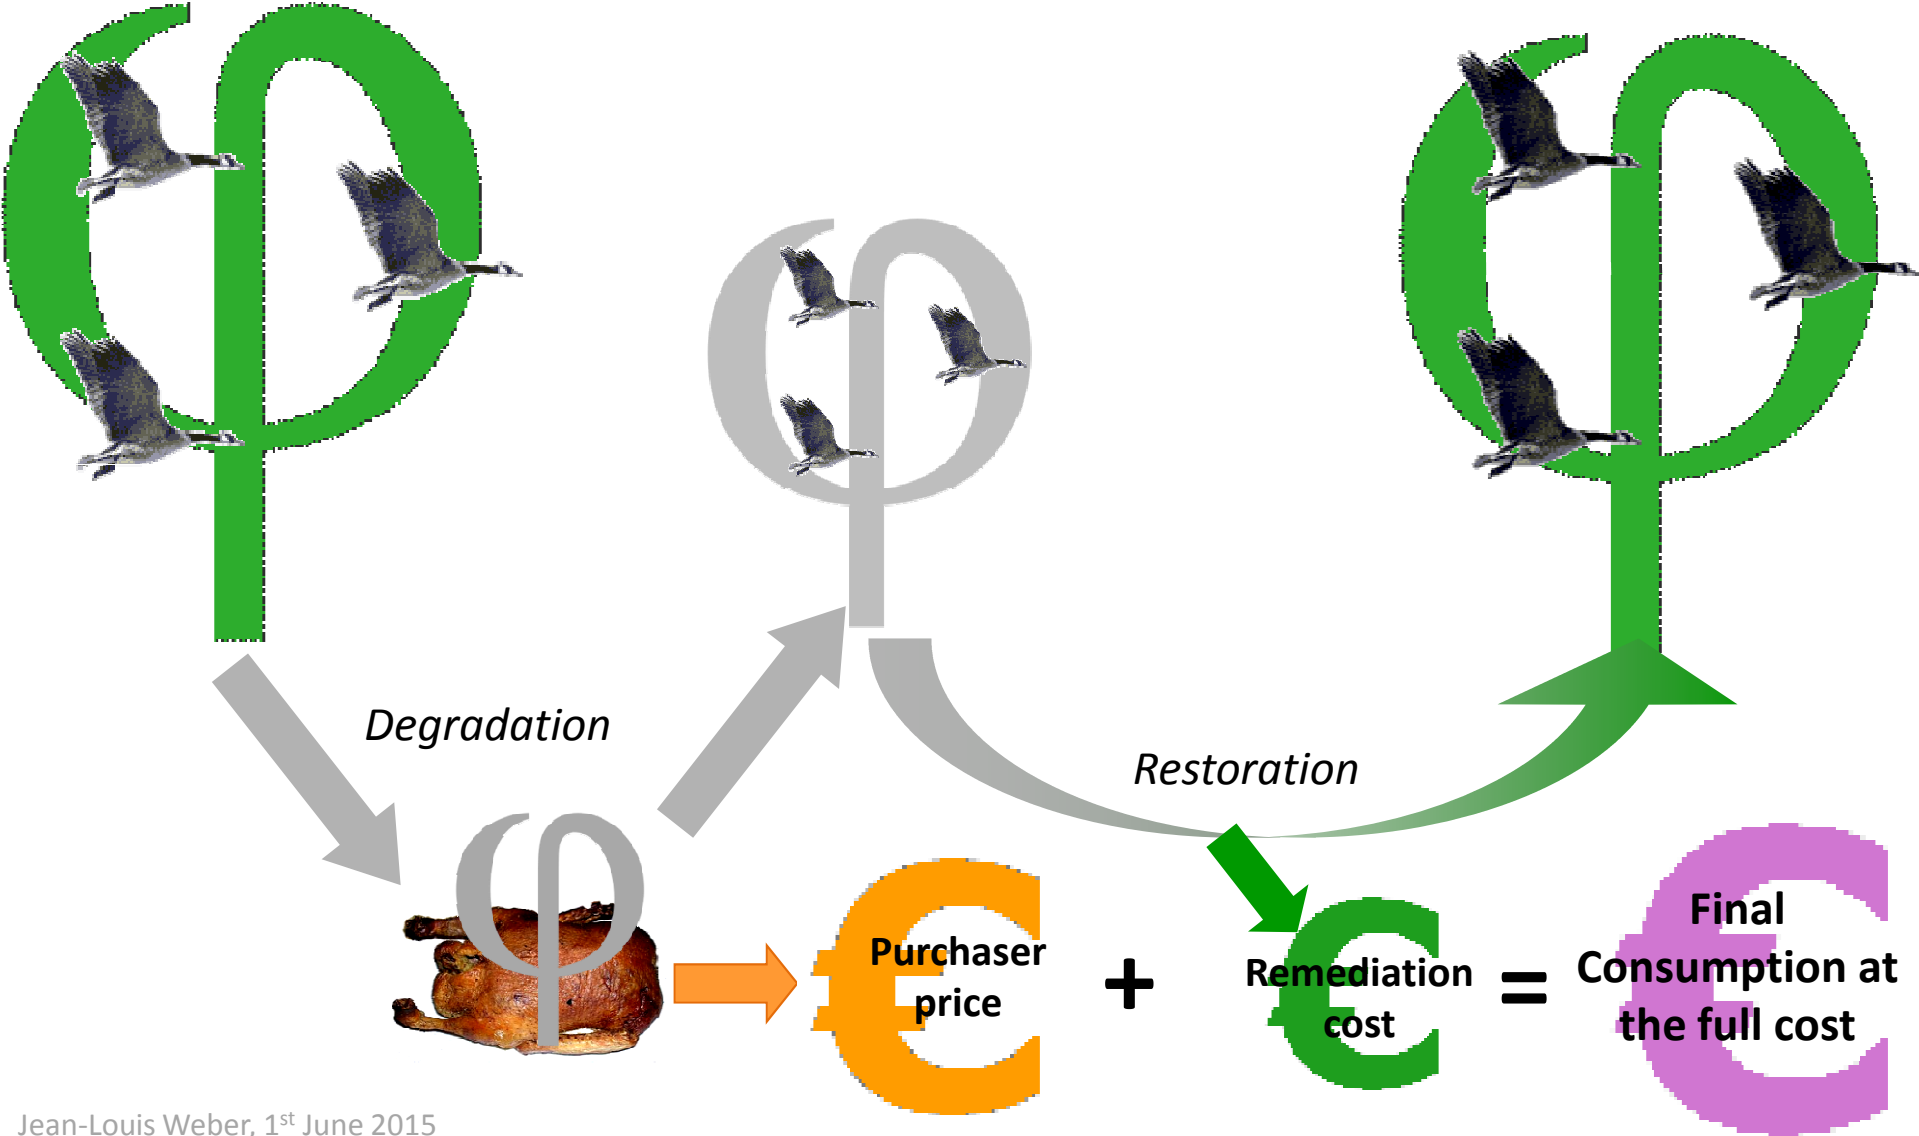 φ
φ
φ
Degradation
Restoration
φ
€
Purchaser
price
+
€
Remediation
cost
=
€
Final
Consumption at
the full cost
Jean-Louis Weber, 1st June 2015